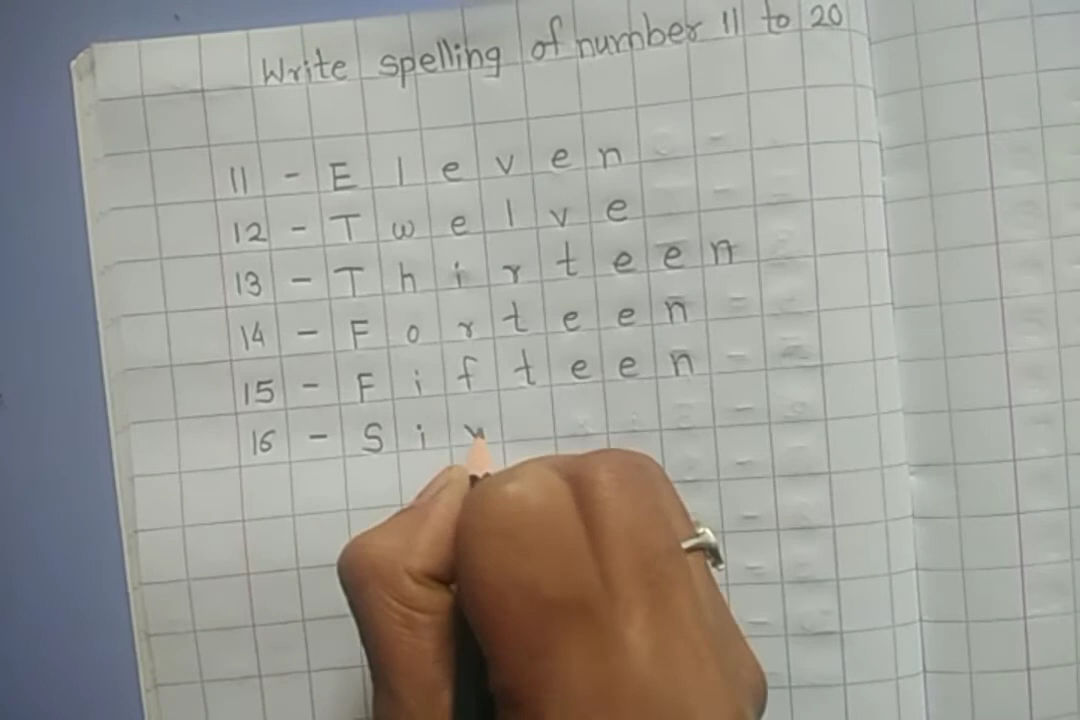 Write spelling of number 11 to 20
11 - Eleven
12 - Twelve
13 - Thirteen
14 - Forteen
15 - Fifteen
16 - Six